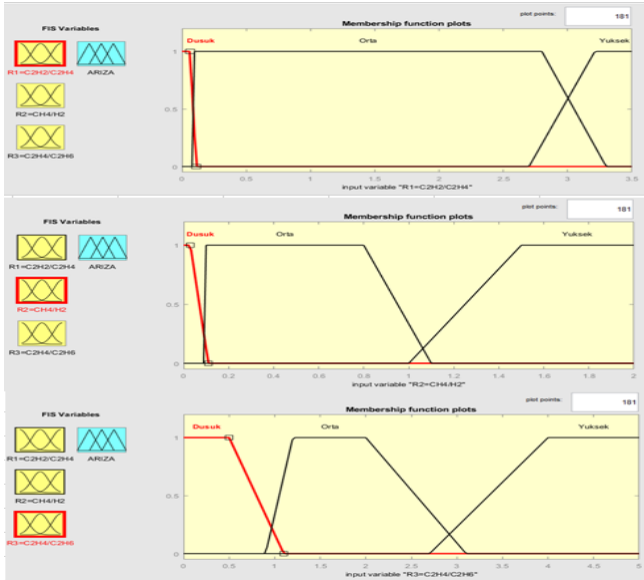 plot points: 181
FIS Variables
Membership function plots
Dusuk Orta Yuksek
1
0.5
0
R1=C2H2/C2H4 ARIZA
R2=CH4/H2
R3=C2H4/C2H6
0 0.5 1 1.5 2 2.5 3 3.5
input variable "R1=C2H2/C2H4"
plot points: 181
FIS Variables
Membership function plots
Dusuk Orta Yuksek
1
0.5
0
R1=C2H2/C2H4 ARIZA
R2=CH4/H2
R3=C2H4/C2H6
0 0.2 0.4 0.6 0.8 1 1.2 1.4 1.6 1.8 2
input variable "R2=CH4/H2"
plot points: 181
FIS Variables
Membership function plots
Dusuk Orta Yuksek
1
0.5
0
R1=C2H2/C2H4 ARIZA
R2=CH4/H2
R3=C2H4/C2H6
0 0.5 1 1.5 2 2.5 3 3.5 4 4.5 5
input variable "R3=C2H4/C2H6"